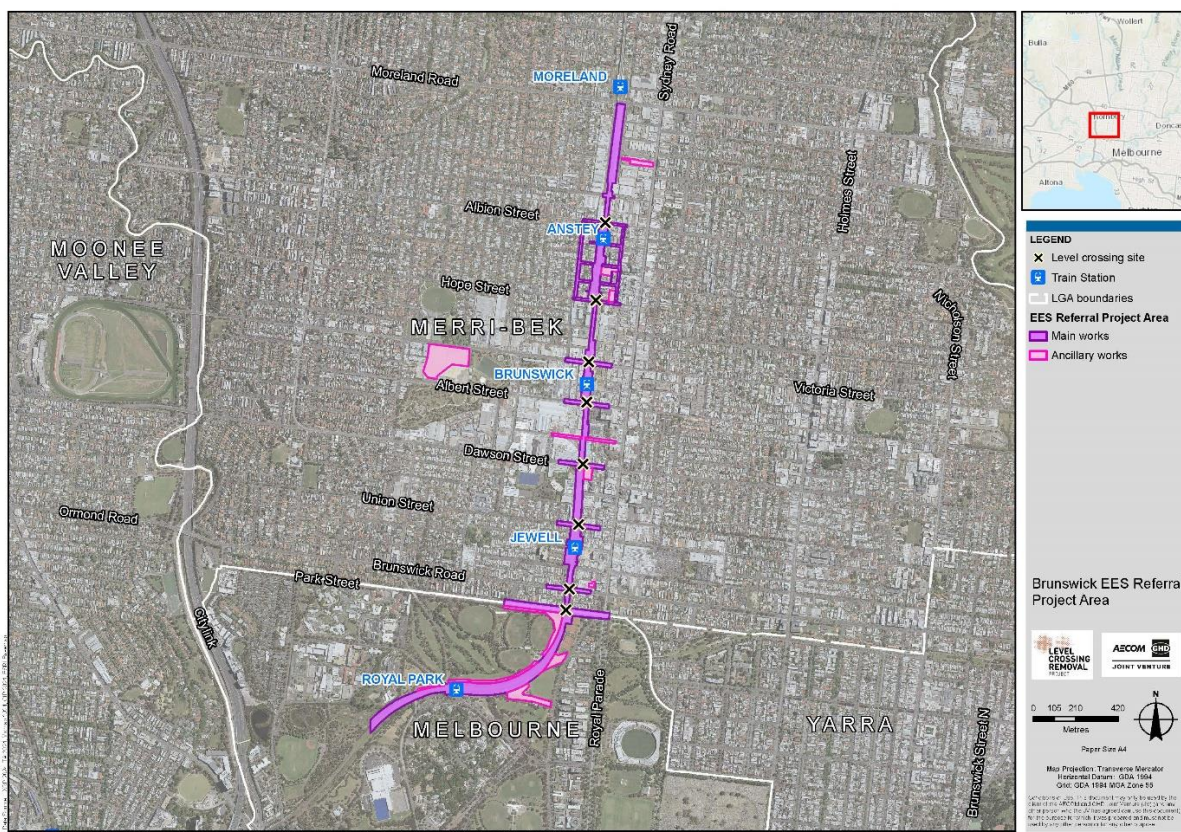 Moreland Road
MORELAND
Sydney Road
Albion Street
ANSTEY
Holmes Street
MOONEE
VALLEY
Hope Street
Nicholson Street
MERRI-BEK
BRUNSWICK
Albert Street
Victoria Street
Dawson Street
Union Street
Ormond Road
JEWELL
Brunswick Road
Park Street
Citylink
ROYAL PARK
MELBOURNE
Royal Parade
YARRA
Brunswick Street N
Wollert
Bulla
M80
Doncas
Melbourne
Altona
LEGEND
Level crossing site
Train Station
LGA boundaries
EES Referral Project Area
Main works
Ancillary works
Brunswick EES Referra
Project Area
LEVEL
CROSSING
REMOVAL
PROJECT
AECOM GHD
JOINT VENTURE
N
0 105 210 420
Metres
Paper Size A4
Map Projection: Transverse Mercator
Horizontal Datum: GDA 1994
Grid: GDA 1994 MGA Zone 55